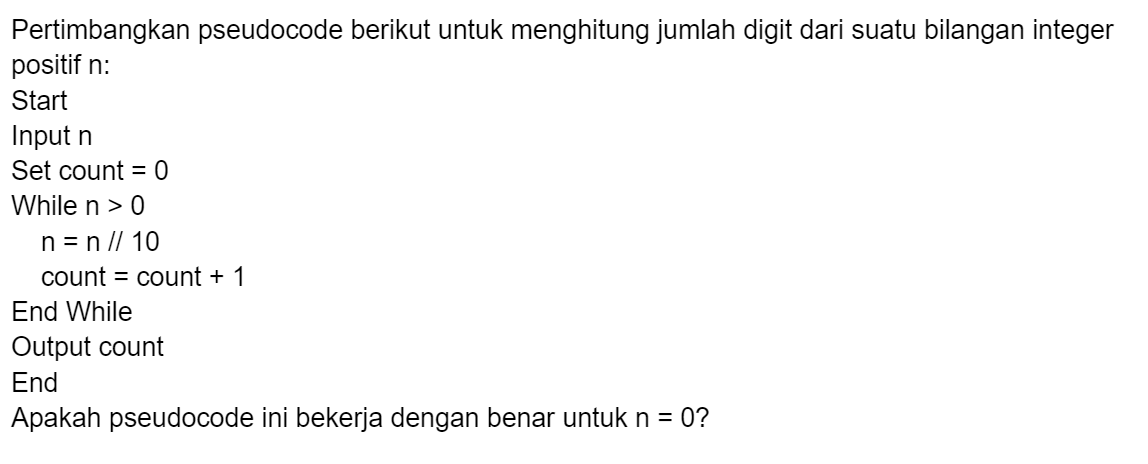 Pertimbangkan pseudocode berikut untuk menghitung jumlah digit dari suatu bilangan integer
positif n:
Start
Input n
Set count = 0
While n > 0
n = n // 10
count = count + 1
End While
Output count
End
Apakah pseudocode ini bekerja dengan benar untuk n = 0?